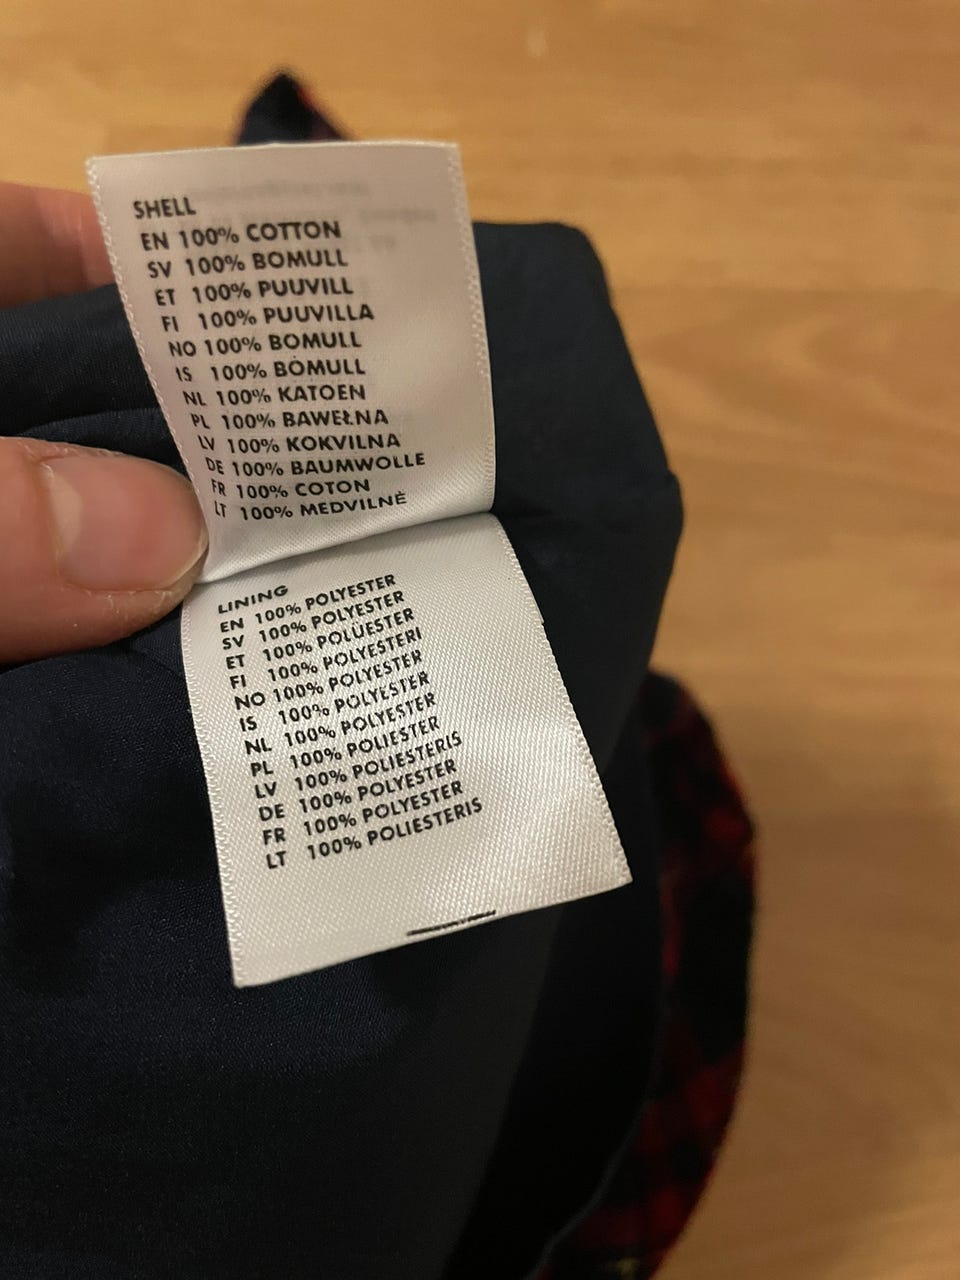 SHELL
EN 100% COTTON
SV 100% BOMULL
ET 100% PUUVILL
FI 100% PUUVILLA
NO 100% BOMULL
IS 100% BÓMULL
NL 100% KATOEN
PL 100% BAWEŁNA
LV 100% KOKVILNA
DE 100% BAUMWOLLE
FR 100% COTON
LT 100% MEDVILNĖ
LINING
EN 100% POLYESTER
SV 100% POLYESTER
ET 100% POLÜESTER
FI 100% POLYESTERI
NO 100% POLYESTER
IS 100% POLYESTER
NL 100% POLYESTER
PL 100% POLIESTER
LV 100% POLIESTERIS
DE 100% POLYESTER
FR 100% POLYESTER
LT 100% POLIESTERIS